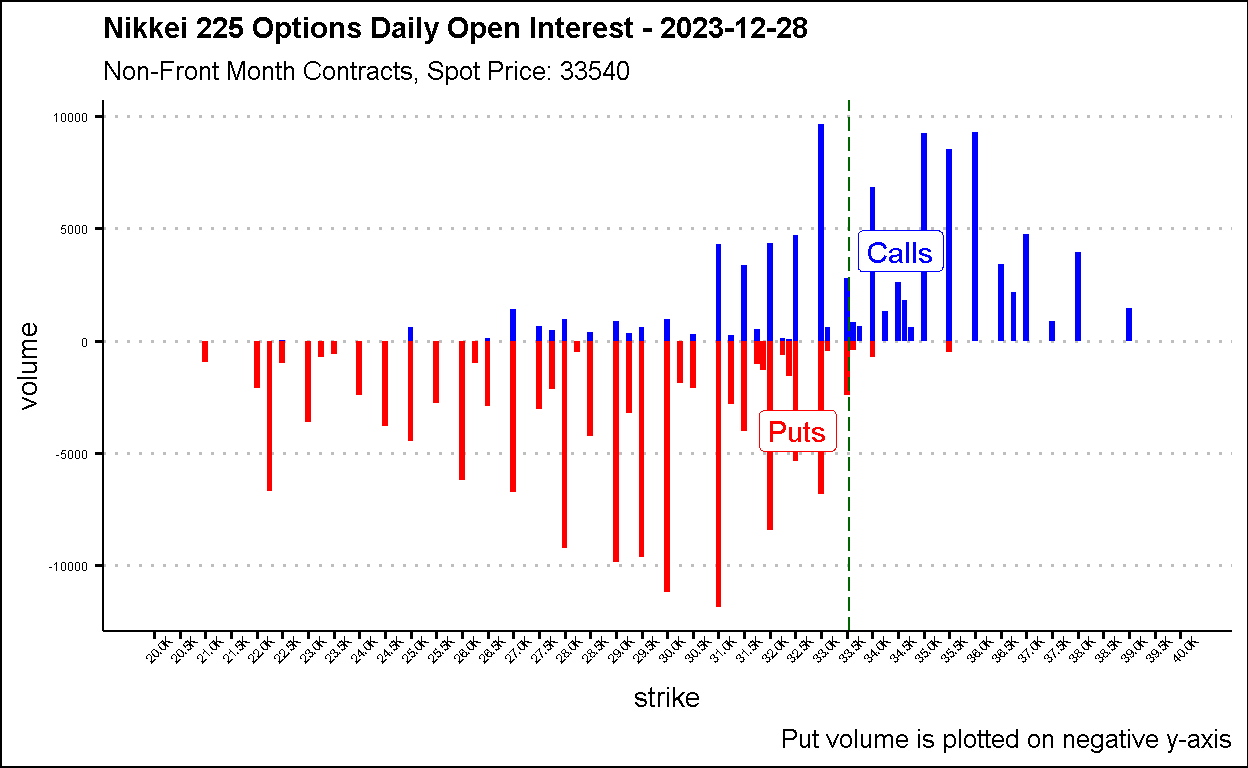 Nikkei 225 Options Daily Open Interest - 2023-12-28
Non-Front Month Contracts, Spot Price: 33540
10000
5000
0
-5000
-10000
volume
Calls
Puts
20.0K 20.5K 21.0K 21.5K 22.0K 22.5K 23.0K 23.5K 24.0K 24.5K 25.0K 25.5K 26.0K 26.5K 27.0K 27.5K 28.0K 28.5K 29.0K 29.5K 30.0K 30.5K 31.0K 31.5K 32.0K 32.5K 33.0K 33.5K 34.0K 34.5K 35.0K 35.5K 36.0K 36.5K 37.0K 37.5K 38.0K 38.5K 39.0K 39.5K 40.0K
strike
Put volume is plotted on negative y-axis